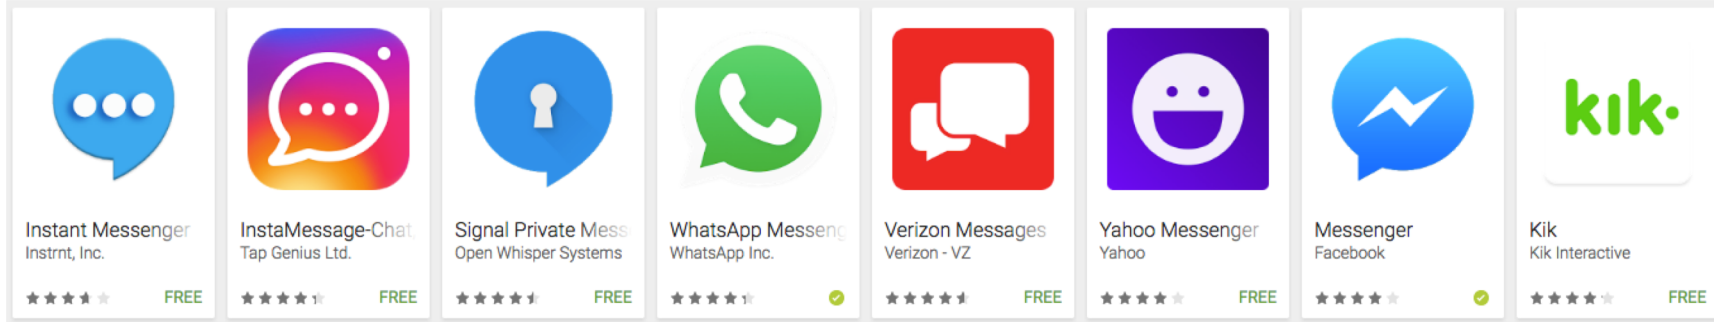 kik
Instant Messenger
Instrnt, Inc.
FREE
InstaMessage-Chat,
Tap Genius Ltd.
FREE
Signal Private Mess
Open Whisper Systems
FREE
WhatsApp Messeng
WhatsApp Inc.
Verizon Messages
Verizon - VZ
FREE
Yahoo Messenger
Yahoo
FREE
Messenger
Facebook
Kik
Kik Interactive
FREE